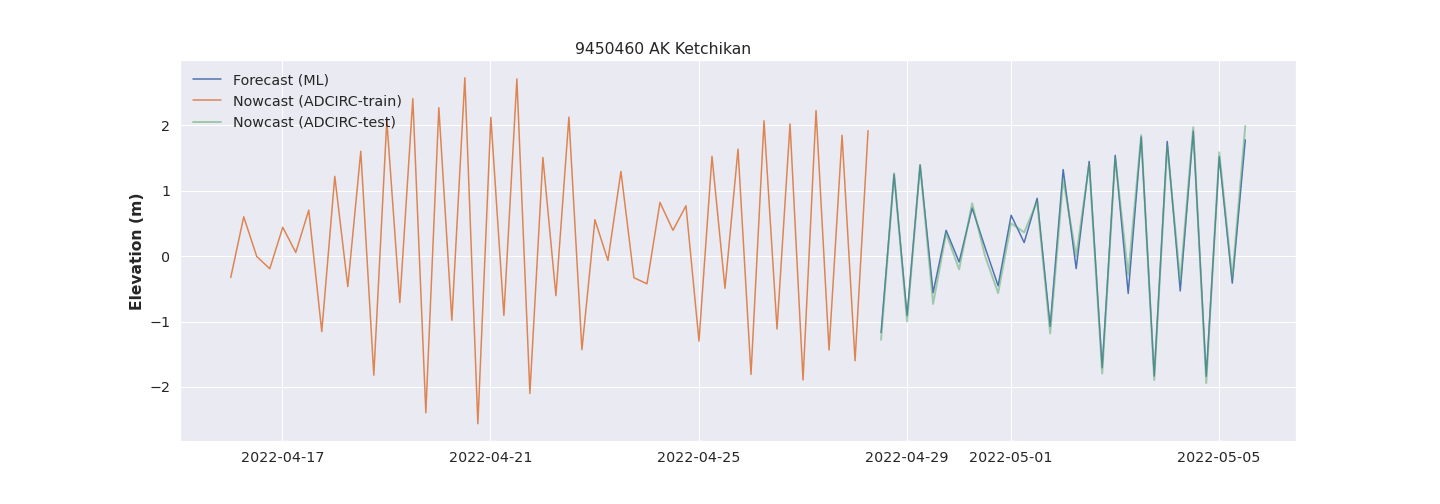 9450460 AK Ketchikan
Forecast (ML)
Nowcast (ADCIRC-train)
Nowcast (ADCIRC-test)
Elevation (m)
2
1
0
−1
−2
2022-04-17
2022-04-21
2022-04-25
2022-04-29
2022-05-01
2022-05-05